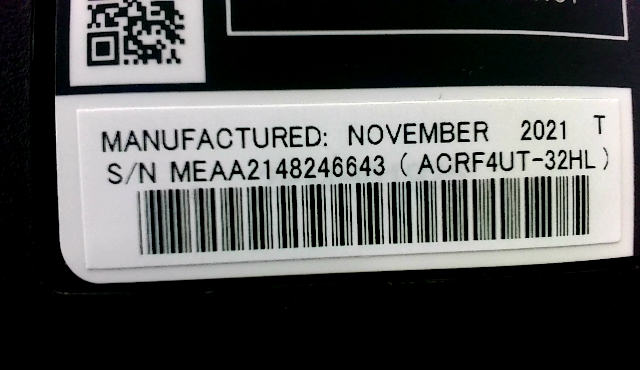 MANUFACTURED: NOVEMBER 2021 T
S/N MEAA2148246643 ( ACRF4UT-32HL )